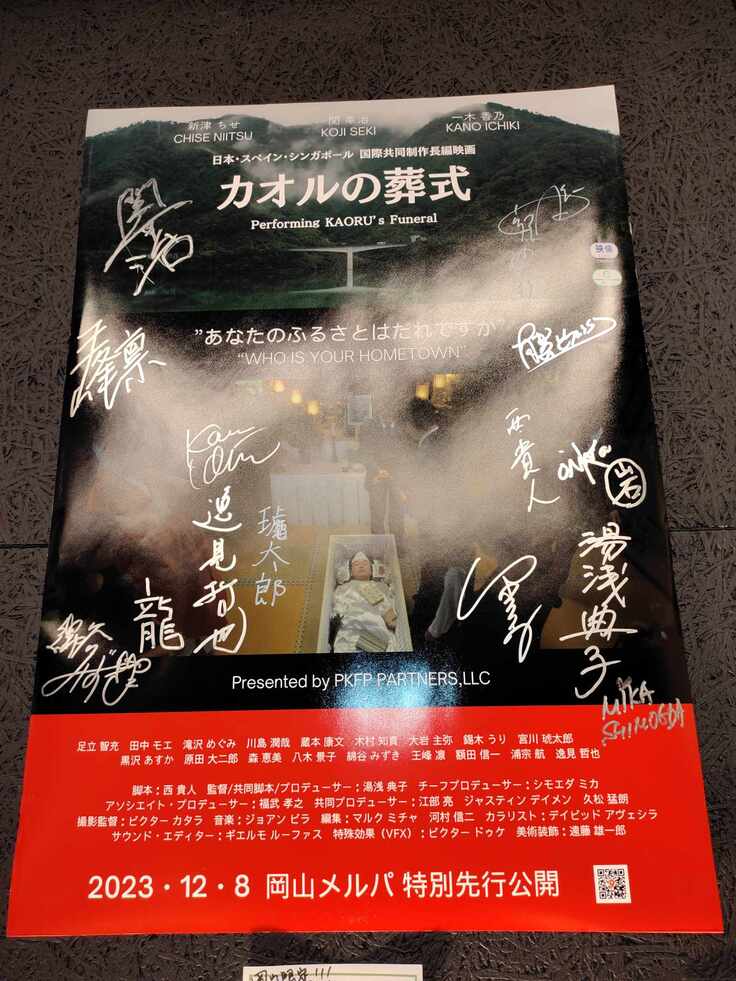 新津 ちせ 関 幸治 一木 香乃
CHISE NIITSU KOJI SEKI KANO ICHIKI
日本・スペイン・シンガポール 国際共同制作長編映画
カオルの葬式
Performing KAORU's Funeral
映倫
G
"あなたのふるさとはだれですか"
"WHO IS YOUR HOMETOWN"
王峰凛
西貴人
岩
逸見哲也
琥太郎
湯浅典子
龍
MIKA
SHIMOEDA
Presented by PKFP PARTNERS,LLC
足立 智充 田中 モエ 滝沢 めぐみ 川島 潤哉 蔵本 康文 木村 知貴 大岩 主弥 錫木 うり 宮川 琥太郎
黒沢 あすか 原田 大二郎 森 恵美 八木 景子 綿谷 みずき 王峰 凛 額田 信一 浦宗 航 逸見 哲也
脚本：西 貴人 監督/共同脚本/プロデューサー：湯浅 典子 チーフプロデューサー：シモエダ ミカ
アソシエイト・プロデューサー：福武 孝之 共同プロデューサー：江部 亮 ジャスティン デイメン 久松 猛朗
撮影監督：ビクター カタラ 音楽：ジョアン ビラ 編集：マルク ミチャ 河村 信二 カラリスト：デイビッド アヴェシラ
サウンド・エディター：ギエルモ ルーファス 特殊効果（VFX）：ビクター ドゥケ 美術装飾：遠藤 雄一郎
2023・12・8 岡山メルパ 特別先行公開
岡山限定!!!